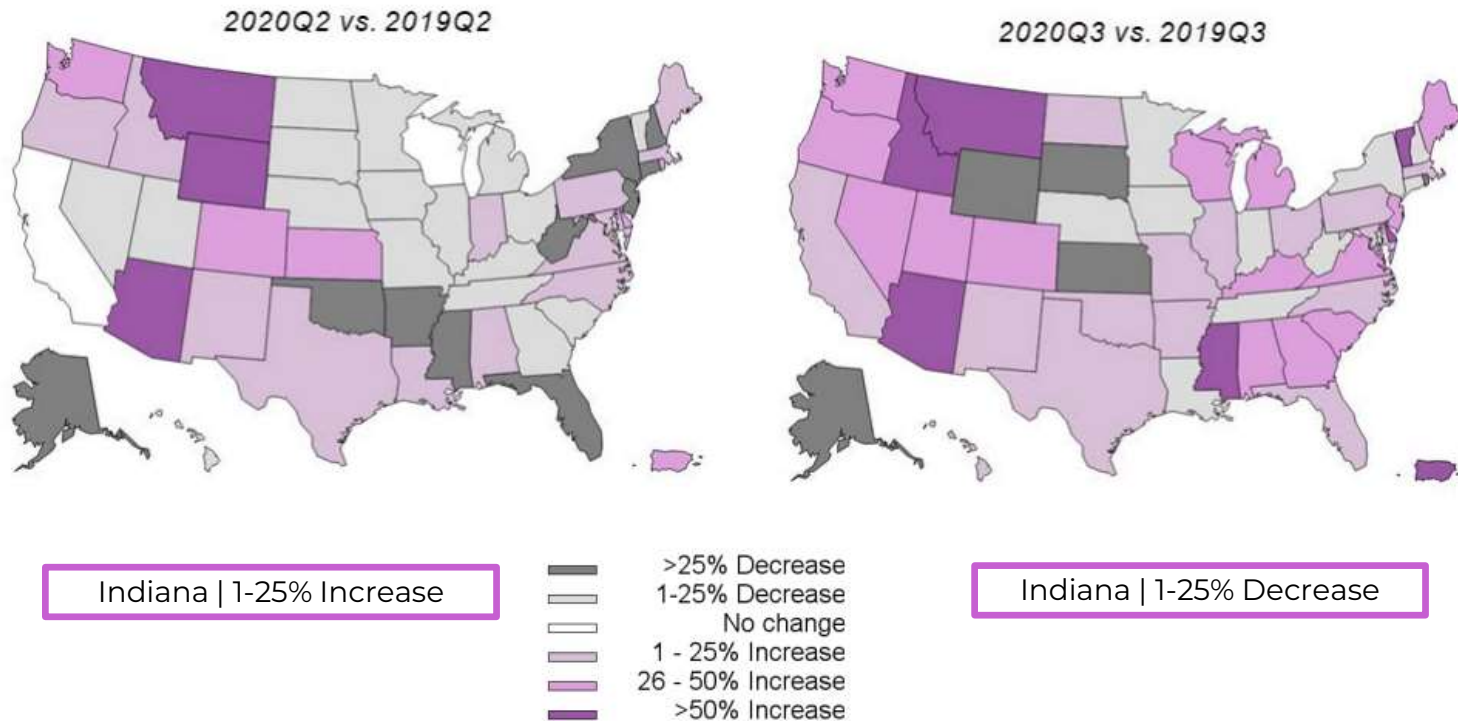 2020Q2 vs. 2019Q2
2020Q3 vs. 2019Q3
Indiana | 1-25% Increase
>25% Decrease
1-25% Decrease
No change
1 - 25% Increase
26 - 50% Increase
>50% Increase
Indiana | 1-25% Decrease